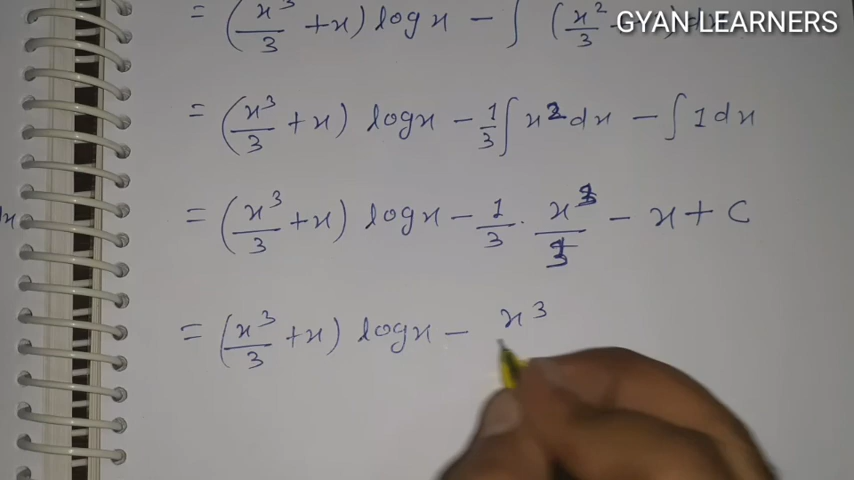 = (x³/3 + x) log x − ∫ (x²/3
GYAN LEARNERS
= (x³/3 + x) log x − 1/3 ∫ x² dx − ∫ 1 dx
= (x³/3 + x) log x − 1/3 · x³/3 − x + C
= (x³/3 + x) log x − x³